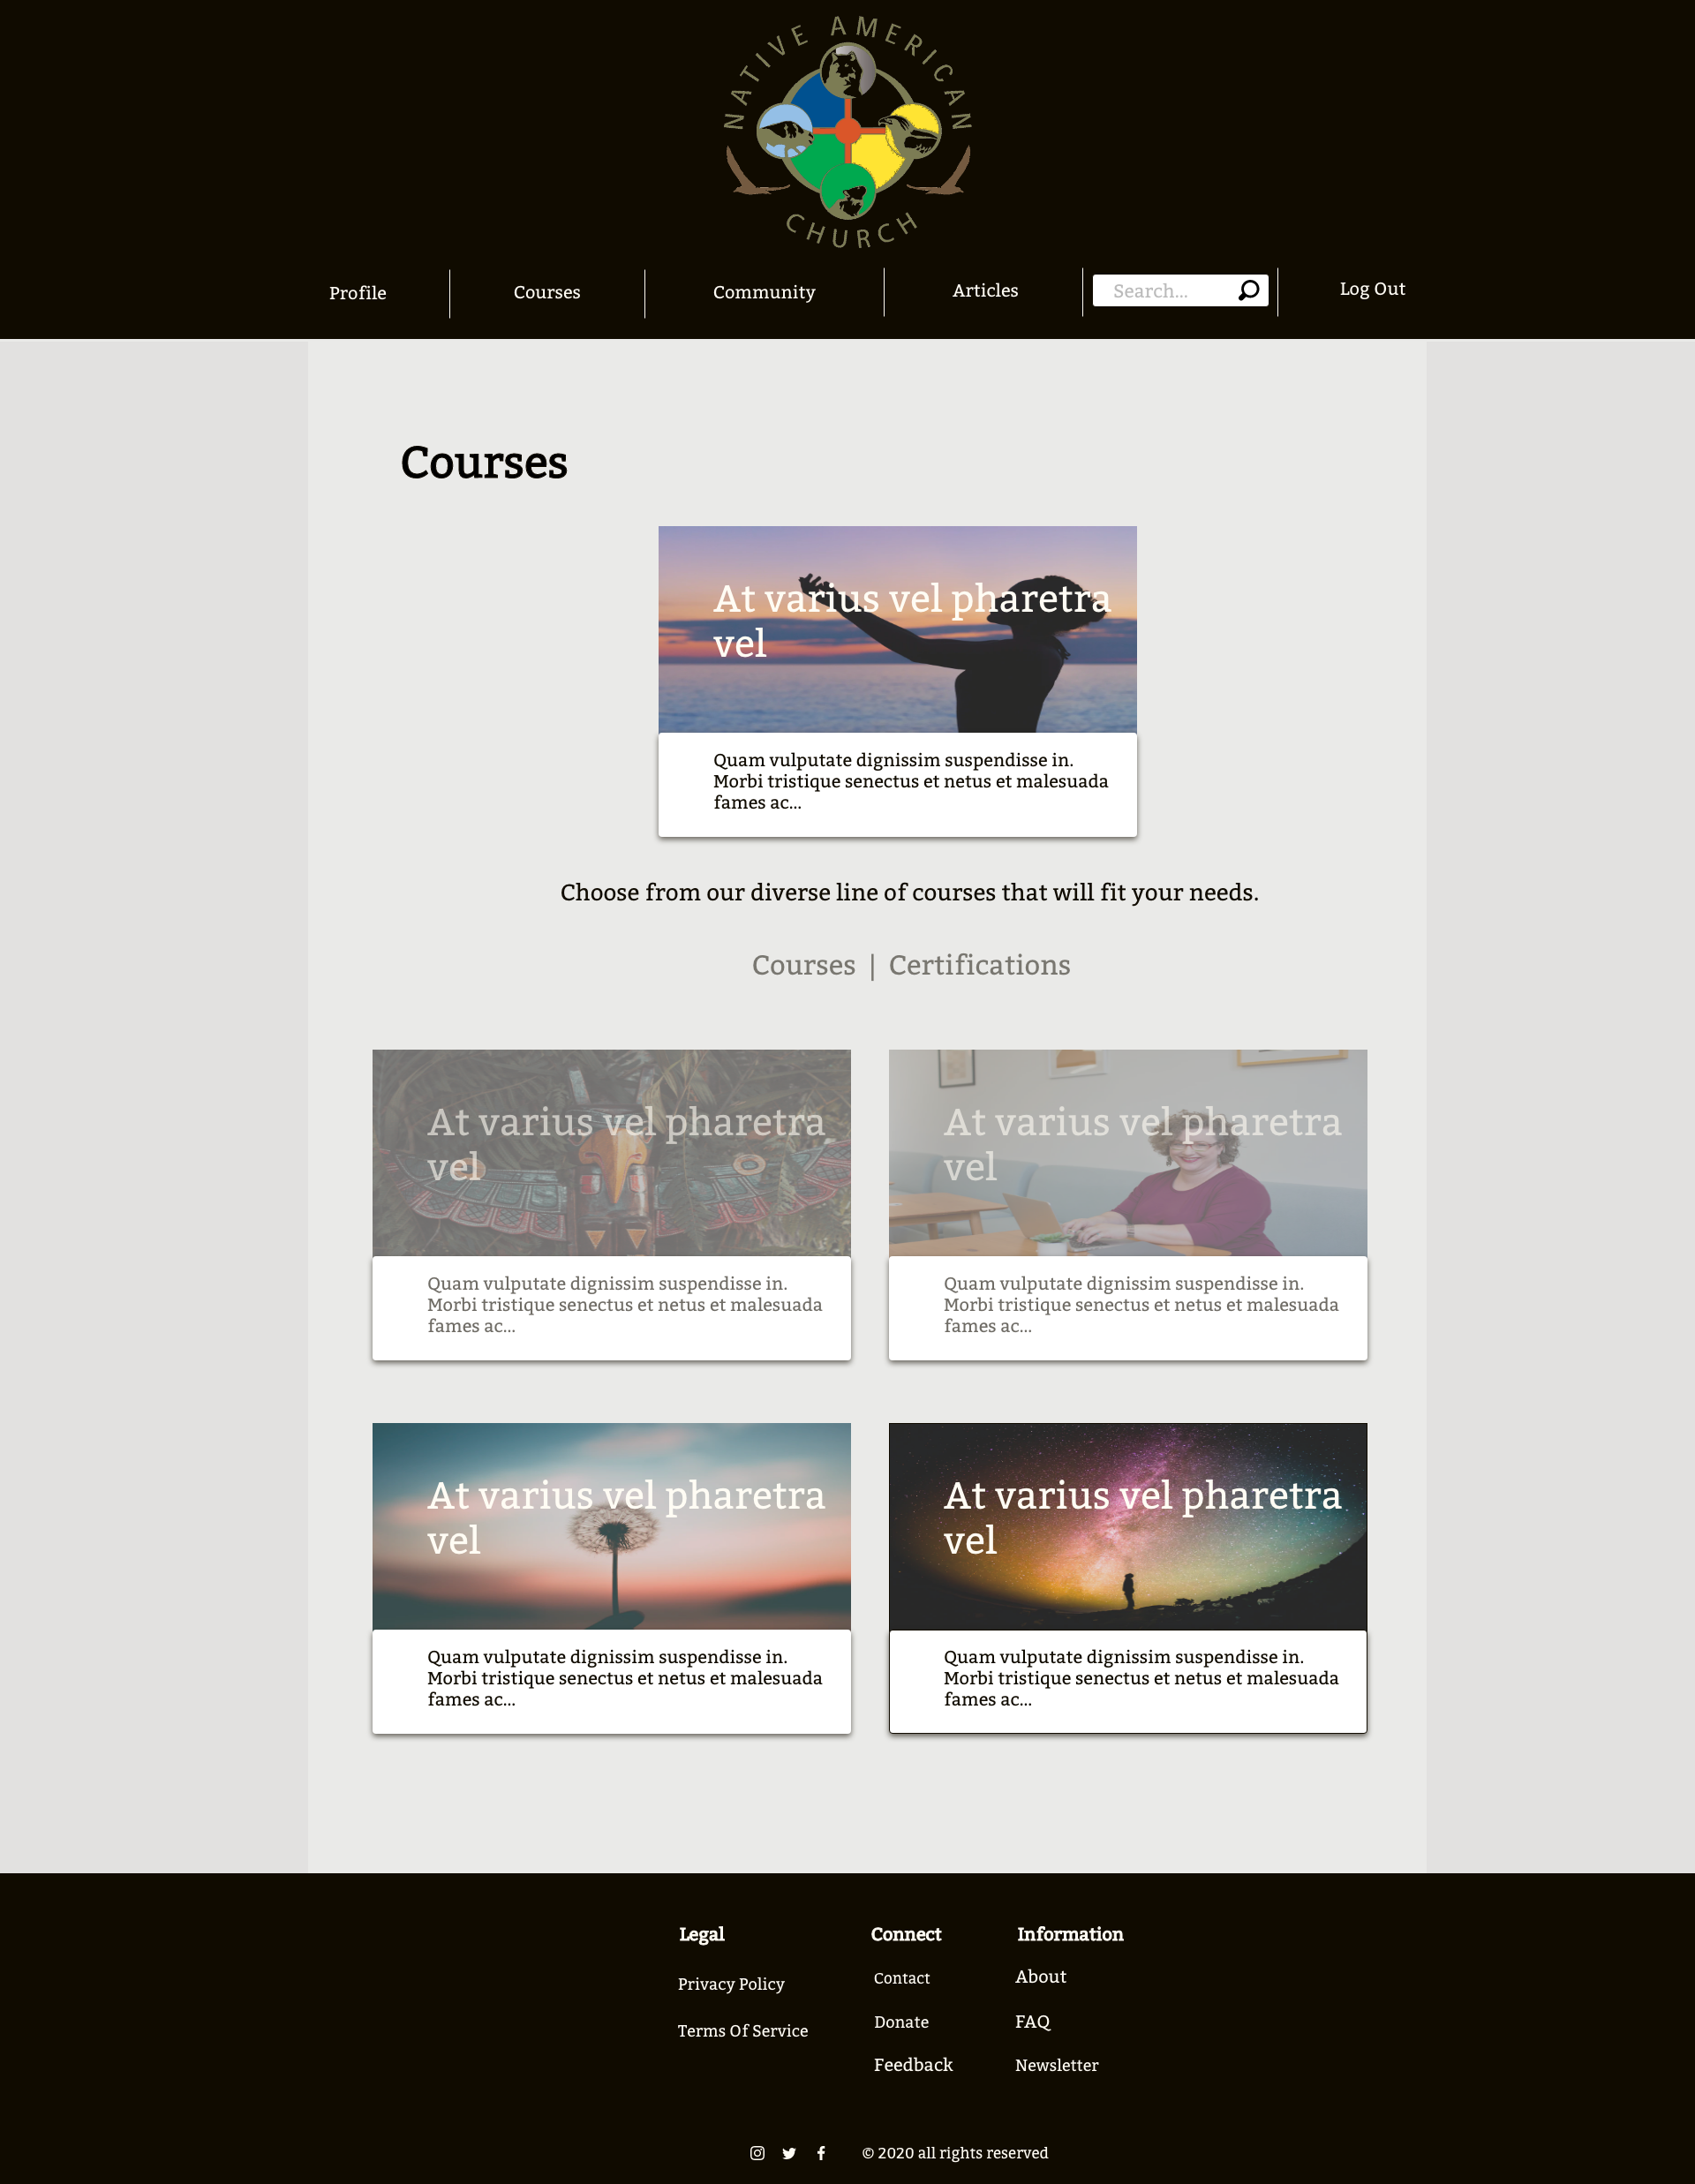 NATIVE AMERICAN
CHURCH
Profile
Courses
Community
Articles
Search...
Log Out
Courses
At varius vel pharetra
vel
Quam vulputate dignissim suspendisse in.
Morbi tristique senectus et netus et malesuada
fames ac...
Choose from our diverse line of courses that will fit your needs.
Courses | Certifications
At varius vel pharetra
vel
Quam vulputate dignissim suspendisse in.
Morbi tristique senectus et netus et malesuada
fames ac...
At varius vel pharetra
vel
Quam vulputate dignissim suspendisse in.
Morbi tristique senectus et netus et malesuada
fames ac...
At varius vel pharetra
vel
Quam vulputate dignissim suspendisse in.
Morbi tristique senectus et netus et malesuada
fames ac...
At varius vel pharetra
vel
Quam vulputate dignissim suspendisse in.
Morbi tristique senectus et netus et malesuada
fames ac...
Legal
Privacy Policy
Terms Of Service
Connect
Contact
Donate
Feedback
Information
About
FAQ
Newsletter
© 2020 all rights reserved